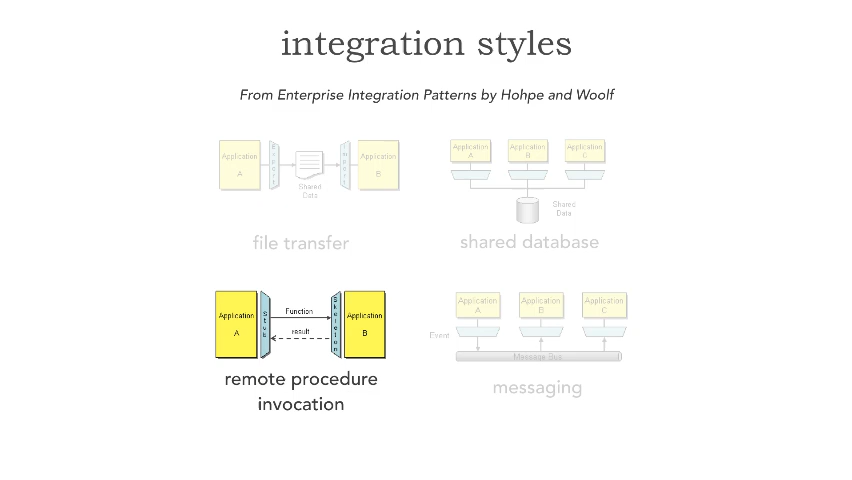 integration styles
From Enterprise Integration Patterns by Hohpe and Woolf
Application
A
Export
Shared
Data
Import
Application
B
file transfer
Application
A
Application
B
Application
C
Shared
Data
shared database
Application
A
Stub
Function
result
Skeleton
Application
B
remote procedure
invocation
Application
A
Application
B
Application
C
Event
Message Bus
messaging